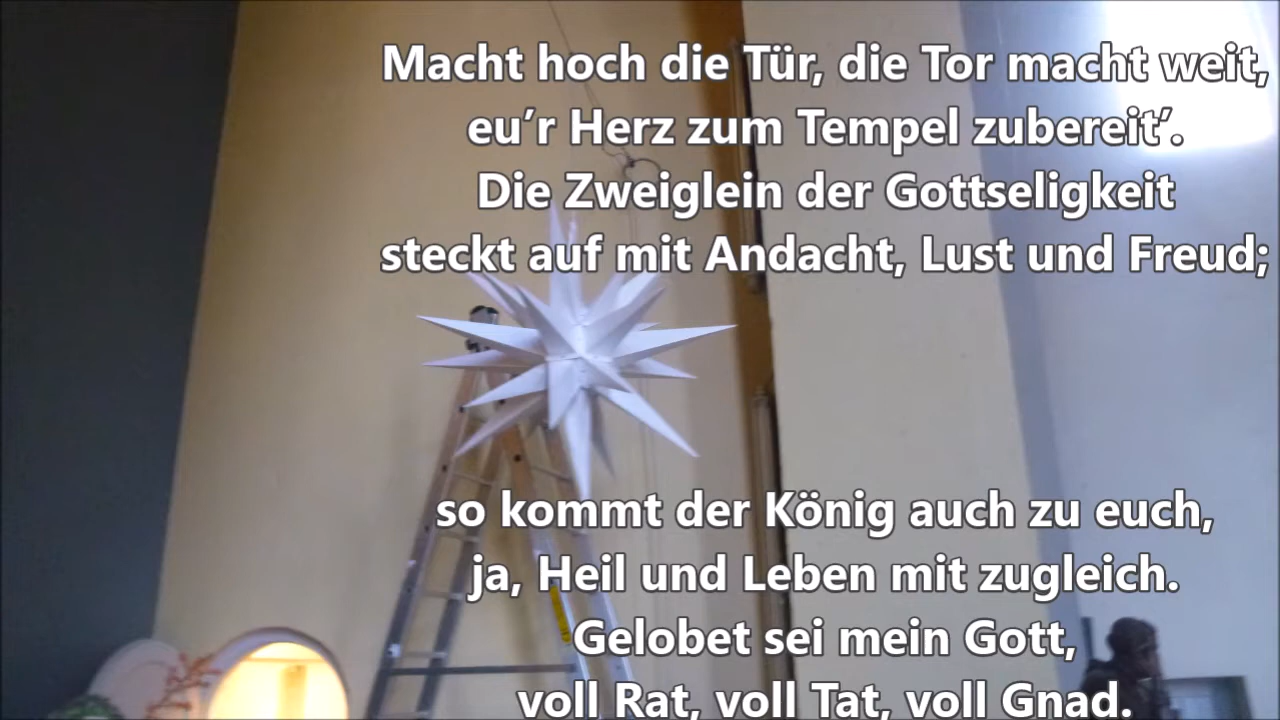 Macht hoch die Tür, die Tor macht weit,
eu’r Herz zum Tempel zubereit’.
Die Zweiglein der Gottseligkeit
steckt auf mit Andacht, Lust und Freud;
so kommt der König auch zu euch,
ja, Heil und Leben mit zugleich.
Gelobet sei mein Gott,
voll Rat, voll Tat, voll Gnad.